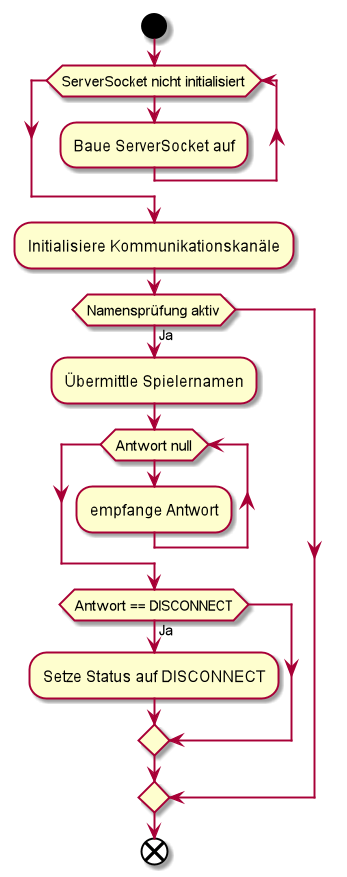 ServerSocket nicht initialisiert
Baue ServerSocket auf
Initialisiere Kommunikationskanäle
Namensprüfung aktiv
Ja
Übermittle Spielernamen
Antwort null
empfange Antwort
Antwort == DISCONNECT
Ja
Setze Status auf DISCONNECT